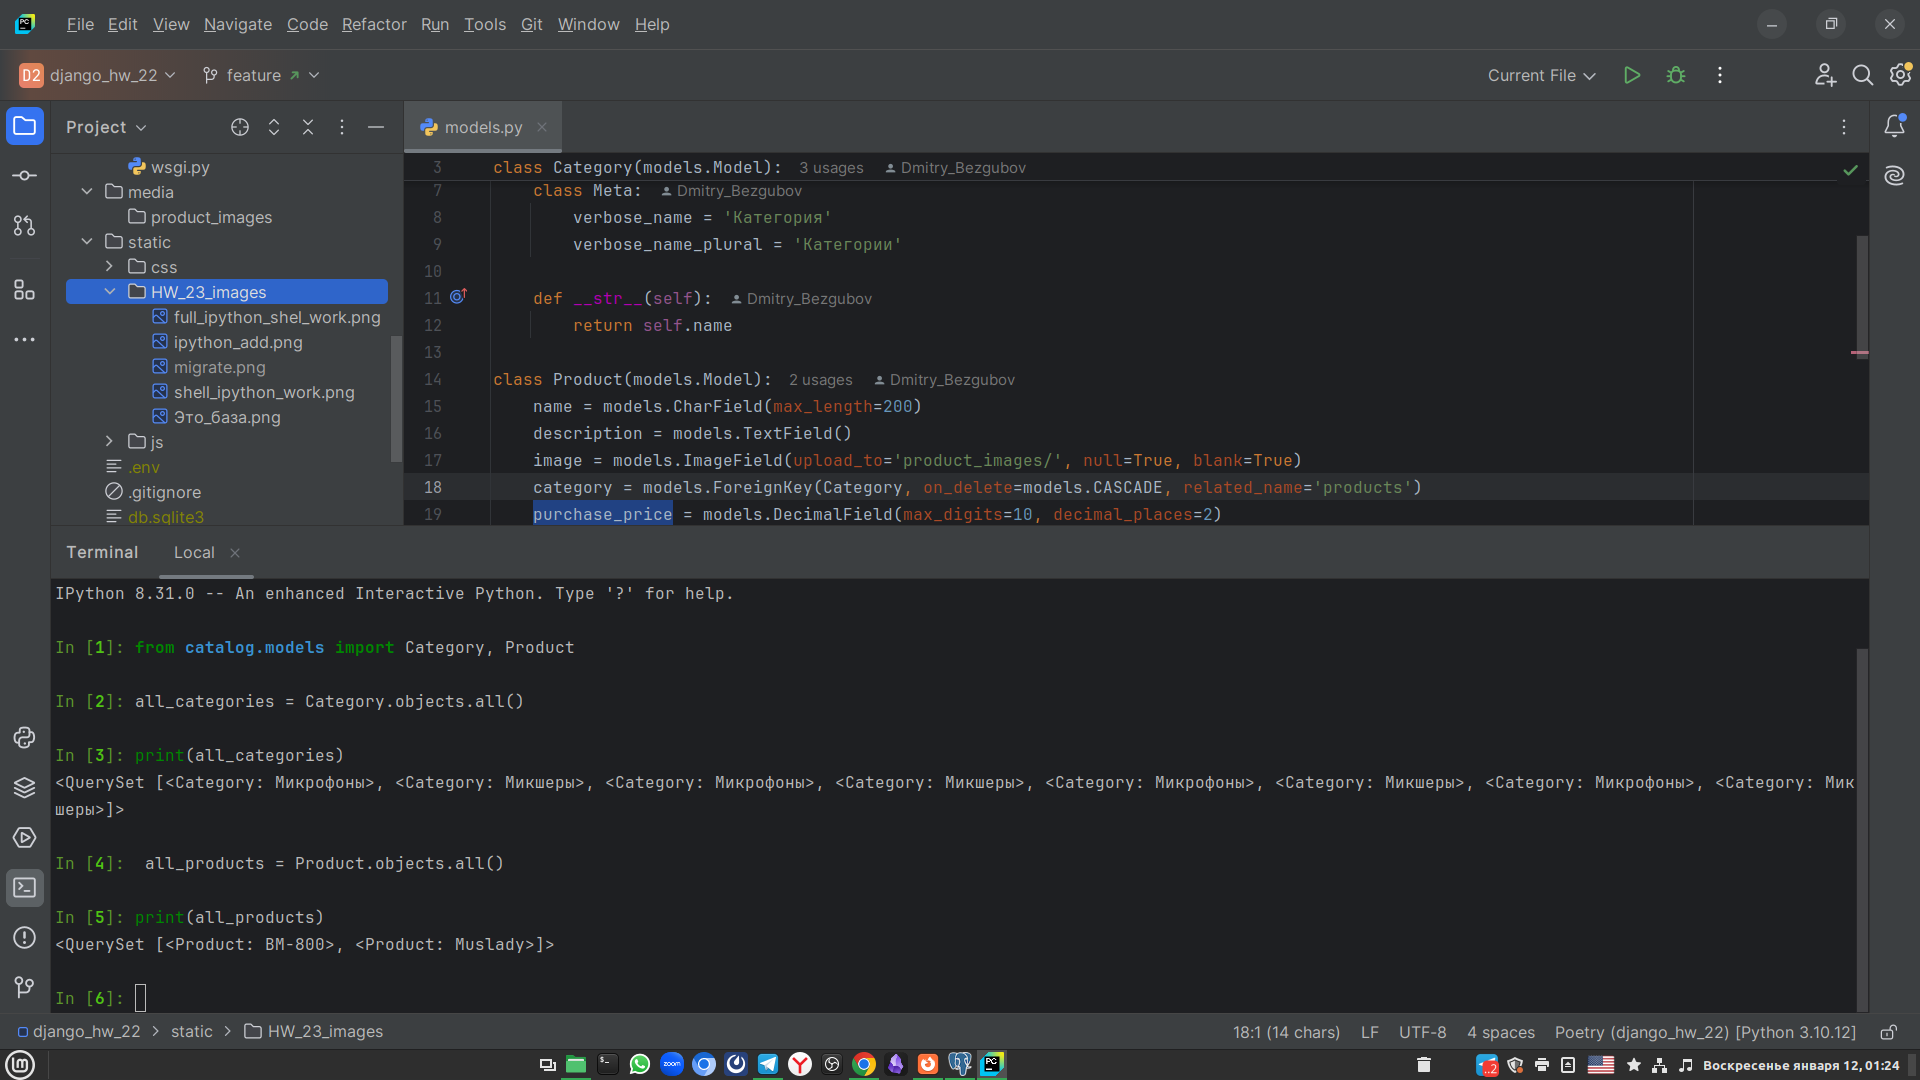 File Edit View Navigate Code Refactor Run Tools Git Window Help
D2 django_hw_22 feature Current File
Project models.py
wsgi.py
media
product_images
static
css
HW_23_images
full_ipython_shel_work.png
ipython_add.png
migrate.png
shell_ipython_work.png
Это_база.png
js
.env
.gitignore
db.sqlite3
3 class Category(models.Model): 3 usages Dmitry_Bezgubov
7 class Meta: Dmitry_Bezgubov
8 verbose_name = 'Категория'
9 verbose_name_plural = 'Категории'
10
11 def __str__(self): Dmitry_Bezgubov
12 return self.name
13
14 class Product(models.Model): 2 usages Dmitry_Bezgubov
15 name = models.CharField(max_length=200)
16 description = models.TextField()
17 image = models.ImageField(upload_to='product_images/', null=True, blank=True)
18 category = models.ForeignKey(Category, on_delete=models.CASCADE, related_name='products')
19 purchase_price = models.DecimalField(max_digits=10, decimal_places=2)
Terminal Local
IPython 8.31.0 -- An enhanced Interactive Python. Type '?' for help.
In [1]: from catalog.models import Category, Product
In [2]: all_categories = Category.objects.all()
In [3]: print(all_categories)
<QuerySet [<Category: Микрофоны>, <Category: Микшеры>, <Category: Микрофоны>, <Category: Микшеры>, <Category: Микрофоны>, <Category: Микшеры>, <Category: Микрофоны>, <Category: Мик
шеры>]>
In [4]: all_products = Product.objects.all()
In [5]: print(all_products)
<QuerySet [<Product: BM-800>, <Product: Muslady>]>
In [6]:
django_hw_22 > static > HW_23_images 18:1 (14 chars) LF UTF-8 4 spaces Poetry (django_hw_22) [Python 3.10.12]
zoom PC ..2 Воскресенье января 12, 01:24